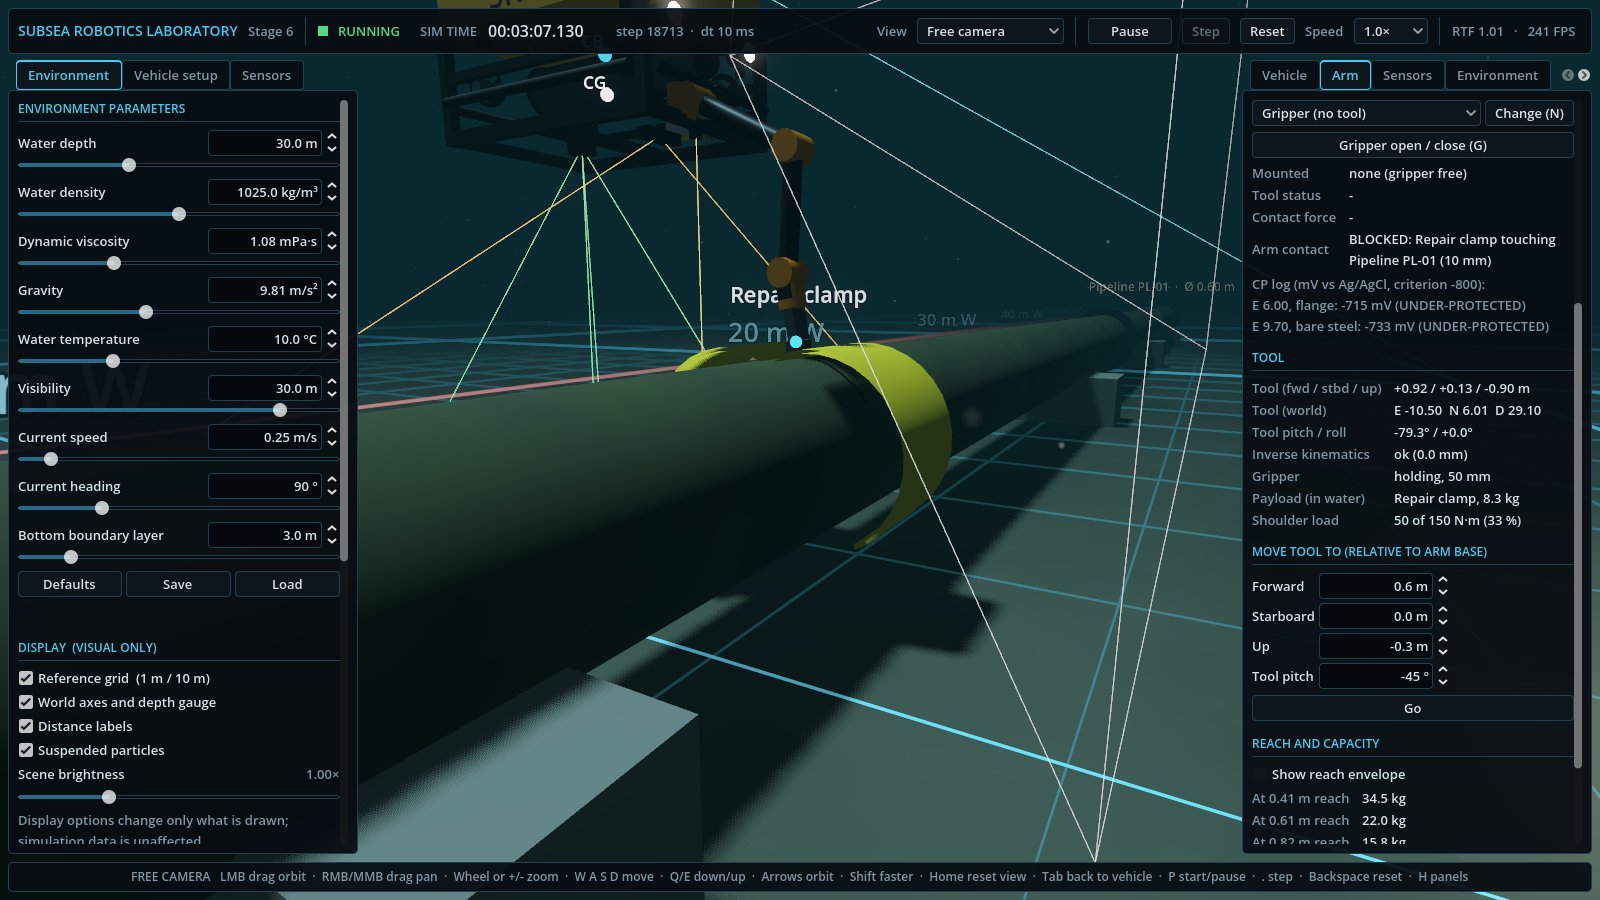 SUBSEA ROBOTICS LABORATORY Stage 6 RUNNING SIM TIME 00:03:07.130 step 18713 · dt 10 ms View Free camera Pause Step Reset Speed 1.0× RTF 1.01 · 241 FPS
Environment Vehicle setup Sensors
ENVIRONMENT PARAMETERS
Water depth 30.0 m
Water density 1025.0 kg/m³
Dynamic viscosity 1.08 mPa·s
Gravity 9.81 m/s²
Water temperature 10.0 °C
Visibility 30.0 m
Current speed 0.25 m/s
Current heading 90 °
Bottom boundary layer 3.0 m
Defaults Save Load
DISPLAY (VISUAL ONLY)
Reference grid (1 m / 10 m)
World axes and depth gauge
Distance labels
Suspended particles
Scene brightness 1.00×
Display options change only what is drawn;
simulation data is unaffected
CB
CG
Repair clamp
20 m W
30 m W
40 m W
Pipeline PL-01 · Ø 0.60 m
m W
Vehicle Arm Sensors Environment
Gripper (no tool) Change (N)
Gripper open / close (G)
Mounted none (gripper free)
Tool status -
Contact force -
Arm contact BLOCKED: Repair clamp touching
Pipeline PL-01 (10 mm)
CP log (mV vs Ag/AgCl, criterion -800):
E 6.00, flange: -715 mV (UNDER-PROTECTED)
E 9.70, bare steel: -733 mV (UNDER-PROTECTED)
TOOL
Tool (fwd / stbd / up) +0.92 / +0.13 / -0.90 m
Tool (world) E -10.50 N 6.01 D 29.10
Tool pitch / roll -79.3° / +0.0°
Inverse kinematics ok (0.0 mm)
Gripper holding, 50 mm
Payload (in water) Repair clamp, 8.3 kg
Shoulder load 50 of 150 N·m (33 %)
MOVE TOOL TO (RELATIVE TO ARM BASE)
Forward 0.6 m
Starboard 0.0 m
Up -0.3 m
Tool pitch -45 °
Go
REACH AND CAPACITY
Show reach envelope
At 0.41 m reach 34.5 kg
At 0.61 m reach 22.0 kg
At 0.82 m reach 15.8 kg
FREE CAMERA LMB drag orbit · RMB/MMB drag pan · Wheel or +/- zoom · W A S D move · Q/E down/up · Arrows orbit · Shift faster · Home reset view · Tab back to vehicle · P start/pause · . step · Backspace reset · H panels